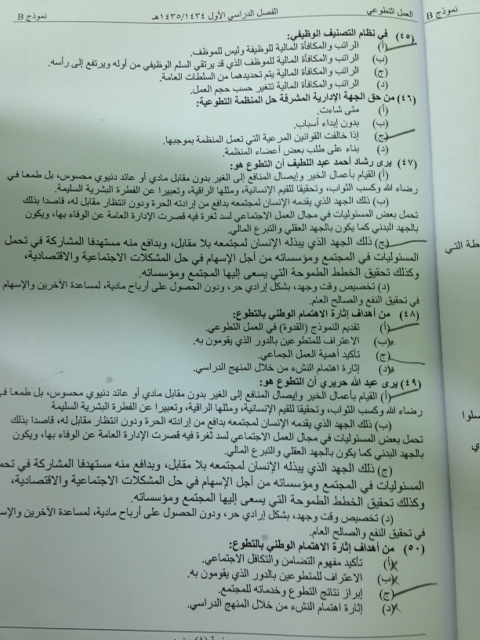 نموذج B
العمل التطوعي
الفصل الدراسي الأول ١٤٣٥/١٤٣٤هـ
نموذج B
(٤٥) في نظام التصنيف الوظيفي:
(أ) الراتب والمكافأة المالية للوظيفة وليس للموظف.
(ب) الراتب والمكافأة المالية للموظف الذي قد يرتقي السلم الوظيفي من أوله ويرتفع إلى رأسه.
(ج) الراتب والمكافأة المالية يتم تحديدهما من السلطات العامة.
(د) الراتب والمكافأة المالية تتغير حسب حجم العمل.
(٤٦) من حق الجهة الإدارية المشرفة حل المنظمة التطوعية:
(أ) متى شاءت.
(ب) بدون إبداء أسباب.
(ج) إذا خالفت القوانين المرعية التي تعمل المنظمة بموجبها.
(د) بناء على طلب بعض أعضاء المنظمة.
(٤٧) يرى رشاد أحمد عبد اللطيف أن التطوع هو:
(أ) القيام بأعمال الخير وإيصال المنافع إلى الغير بدون مقابل مادي أو عائد دنيوي محسوس, بل طمعا في
رضاء الله وكسب الثواب, وتحقيقا للقيم الإنسانية, ومثلها الراقية, وتعبيرا عن الفطرة البشرية السليمة.
(ب) ذلك الجهد الذي يقدمه الإنسان لمجتمعه بدافع من إرادته الحرة ودون انتظار مقابل له, قاصدا بذلك
تحمل بعض المسئوليات في مجال العمل الاجتماعي لسد ثغرة فيه قصرت الإدارة العامة عن الوفاء بها, ويكون
بالجهد البدني كما يكون بالجهد العقلي والتبرع المالي.
(ج) ذلك الجهد الذي يبذله الإنسان لمجتمعه بلا مقابل, وبدافع منه مستهدفا المشاركة في تحمل
المسئوليات في المجتمع ومؤسساته من أجل الإسهام في حل المشكلات الاجتماعية والاقتصادية,
وكذلك تحقيق الخطط الطموحة التي يسعى إليها المجتمع ومؤسساته.
(د) تخصيص وقت وجهد, بشكل إرادي حر, ودون الحصول على أرباح مادية, لمساعدة الآخرين والإسهام
في تحقيق النفع والصالح العام.
(٤٨) من أهداف إثارة الاهتمام الوطني بالتطوع:
(أ) تقديم النموذج (القدوة) في العمل التطوعي.
(ب) الاعتراف للمتطوعين بالدور الذي يقومون به.
(ج) تأكيد أهمية العمل الجماعي.
(د) إثارة اهتمام النشء من خلال المنهج الدراسي.
(٤٩) يرى عبد الله حريري أن التطوع هو:
(أ) القيام بأعمال الخير وإيصال المنافع إلى الغير بدون مقابل مادي أو عائد دنيوي محسوس, بل طمعا في
رضاء الله وكسب الثواب, وتحقيقا للقيم الإنسانية, ومثلها الراقية, وتعبيرا عن الفطرة البشرية السليمة
(ب) ذلك الجهد الذي يقدمه الإنسان لمجتمعه بدافع من إرادته الحرة ودون انتظار مقابل له, قاصدا بذلك
تحمل بعض المسئوليات في مجال العمل الاجتماعي لسد ثغرة فيه قصرت الإدارة العامة عن الوفاء بها, ويكون
بالجهد البدني كما يكون بالجهد العقلي والتبرع المالي.
(ج) ذلك الجهد الذي يبذله الإنسان لمجتمعه بلا مقابل, وبدافع منه مستهدفا المشاركة في تحمل
المسئوليات في المجتمع ومؤسساته من أجل الإسهام في حل المشكلات الاجتماعية والاقتصادية,
وكذلك تحقيق الخطط الطموحة التي يسعى إليها المجتمع ومؤسساته.
(د) تخصيص وقت وجهد, بشكل إرادي حر, ودون الحصول على أرباح مادية, لمساعدة الآخرين والإسهام
في تحقيق النفع والصالح العام.
(٥٠) من أهداف إثارة الاهتمام الوطني بالتطوع:
(أ) تأكيد مفهوم التضامن والتكافل الاجتماعي.
(ب) الاعتراف للمتطوعين بالدور الذي يقومون به.
(ج) إبراز نتائج التطوع وخدماته للمجتمع.
(د) إثارة اهتمام النشء من خلال المنهج الدراسي.